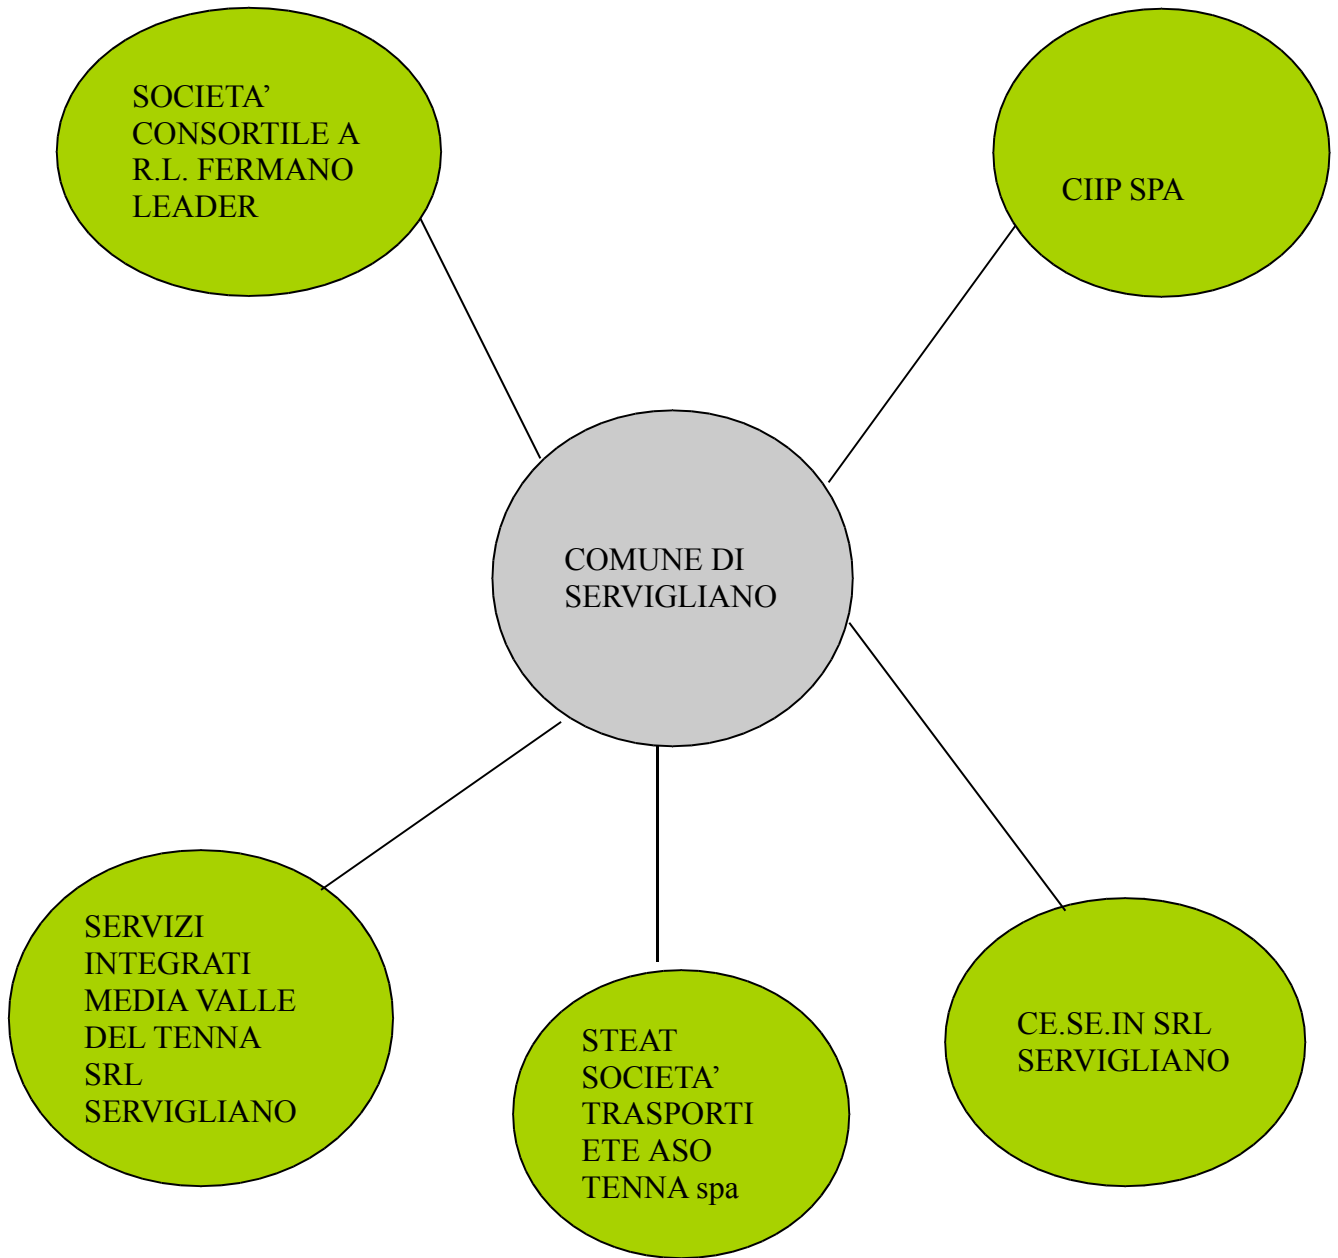 SOCIETA’
CONSORTILE A
R.L. FERMANO
LEADER
CIIP SPA
COMUNE DI
SERVIGLIANO
SERVIZI
INTEGRATI
MEDIA VALLE
DEL TENNA
SRL
SERVIGLIANO
STEAT
SOCIETA’
TRASPORTI
ETE ASO
TENNA spa
CE.SE.IN SRL
SERVIGLIANO